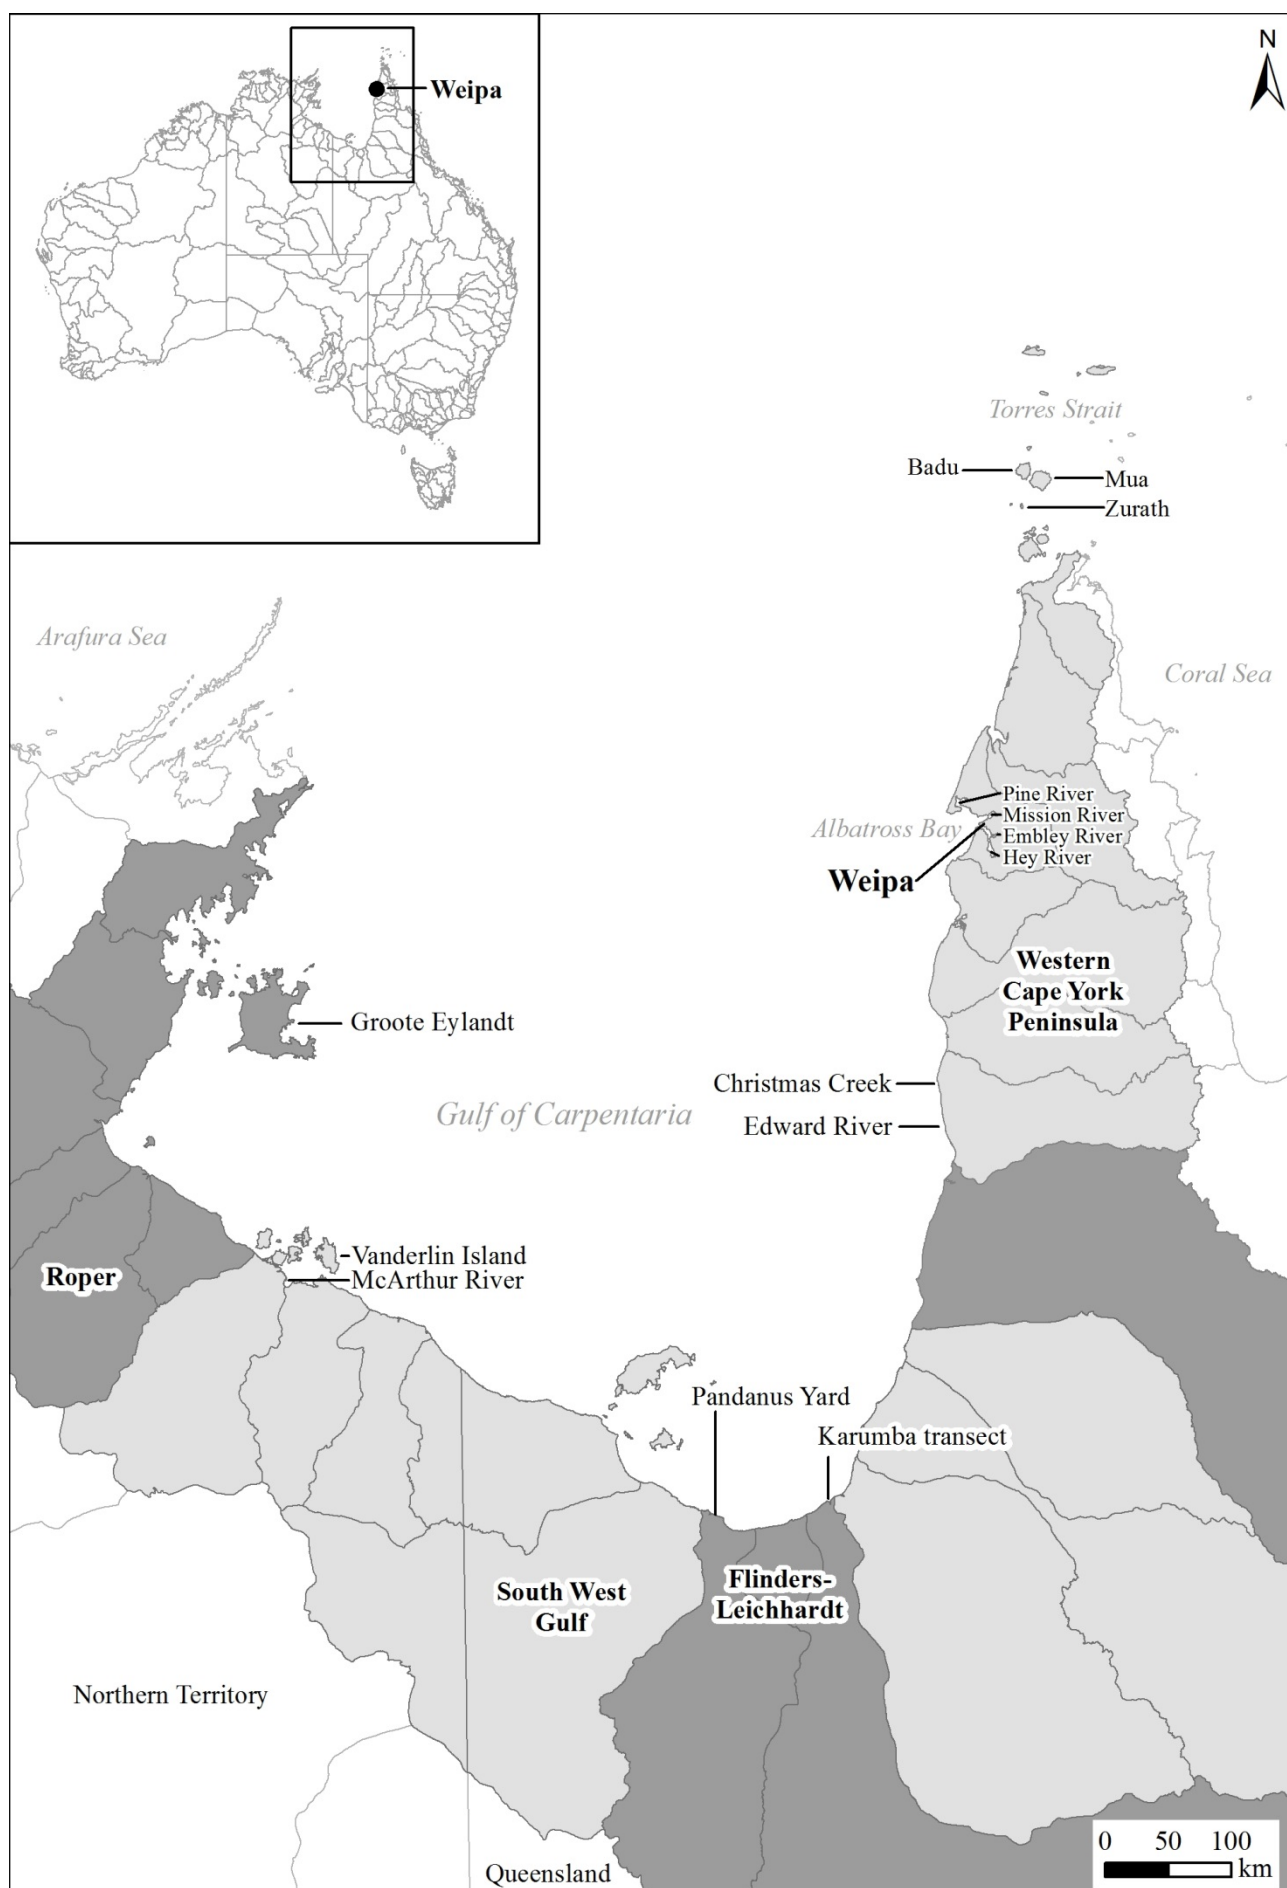 N
Weipa
Torres Strait
Badu
Mua
Zurath
Arafura Sea
Coral Sea
Pine River
Mission River
Albatross Bay
Embley River
Hey River
Weipa
Western
Cape York
Peninsula
Groote Eylandt
Christmas Creek
Gulf of Carpentaria
Edward River
Vanderlin Island
Roper
McArthur River
Pandanus Yard
Karumba transect
South West
Gulf
Flinders-
Leichhardt
Northern Territory
Queensland
0 50 100
km